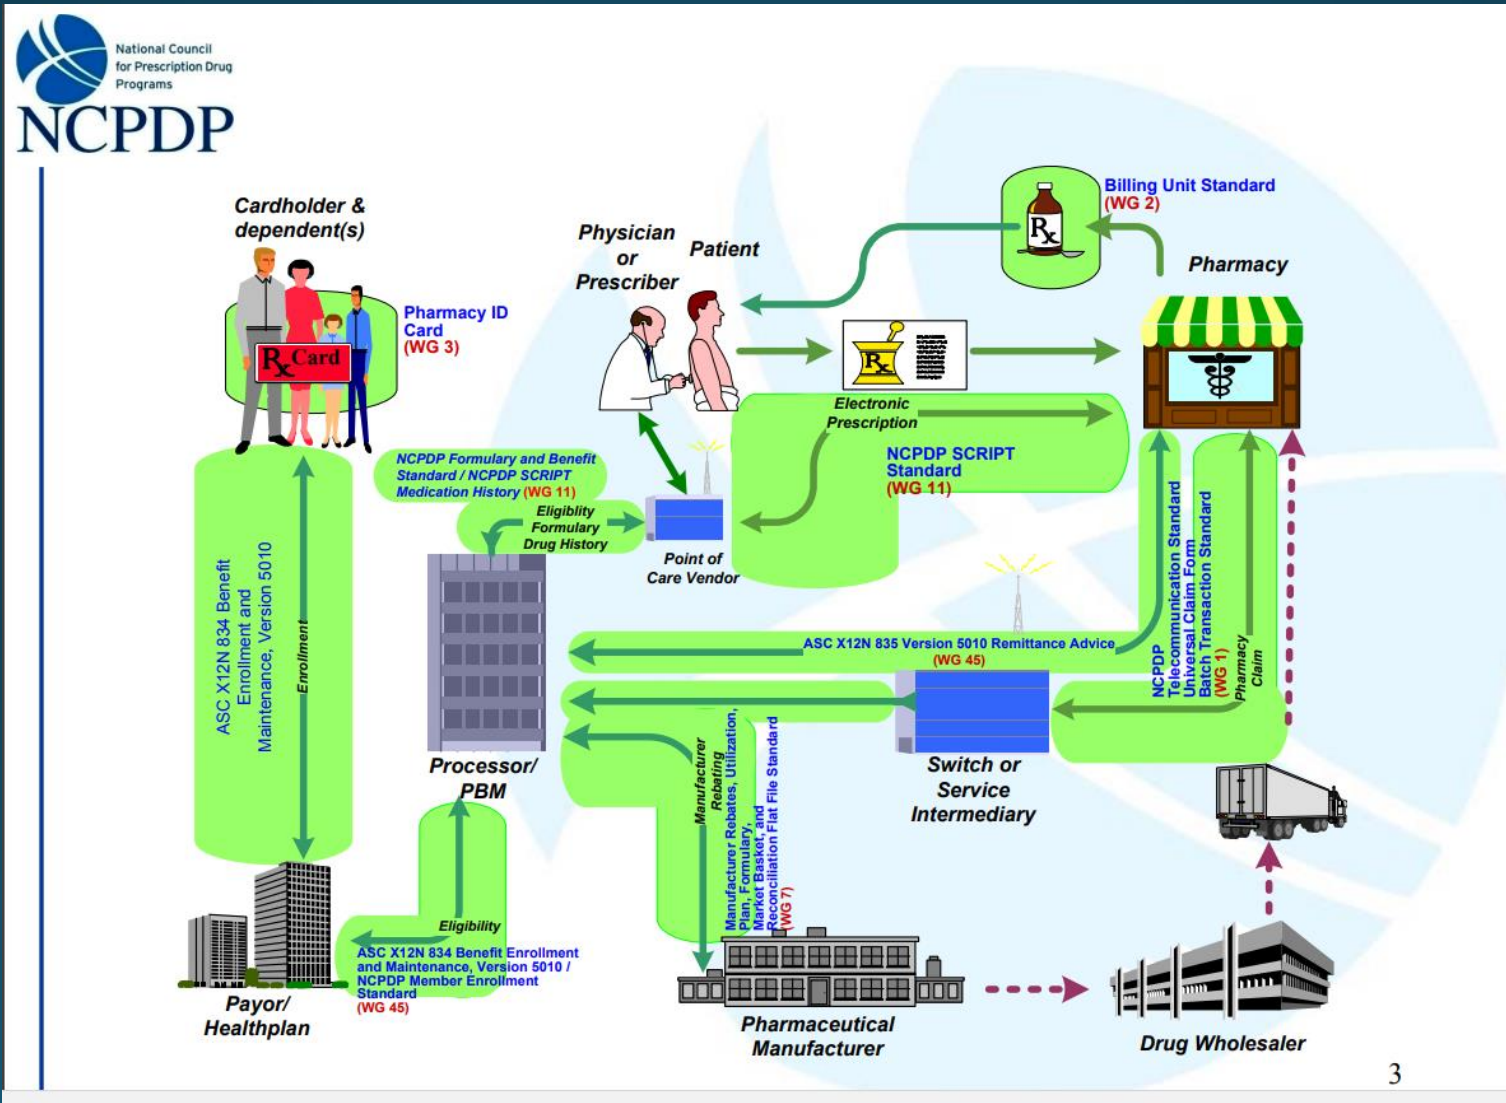 National Council
for Prescription Drug
Programs
NCPDP
Cardholder &
dependent(s)
Rx Card
Pharmacy ID
Card
(WG 3)
Physician
or
Prescriber
Patient
Rx
Billing Unit Standard
(WG 2)
Pharmacy
Rx
Electronic
Prescription
NCPDP SCRIPT
Standard
(WG 11)
NCPDP Formulary and Benefit
Standard / NCPDP SCRIPT
Medication History (WG 11)
Eligiblity
Formulary
Drug History
Point of
Care Vendor
ASC X12N 834 Benefit
Enrollment and
Maintenance, Version 5010
Enrollment
ASC X12N 835 Version 5010 Remittance Advice
(WG 45)
NCPDP
Telecommunication Standard
Universal Claim Form
Batch Transaction Standard
(WG 1)
Pharmacy
Claim
Processor/
PBM
Manufacturer
Rebating
Manufacturer Rebates, Utilization,
Plan, Formulary,
Market Basket, and
Reconciliation Flat File Standard
(WG 7)
Switch or
Service
Intermediary
Eligibility
ASC X12N 834 Benefit Enrollment
and Maintenance, Version 5010 /
NCPDP Member Enrollment
Standard
(WG 45)
Payor/
Healthplan
Pharmaceutical
Manufacturer
Drug Wholesaler
3